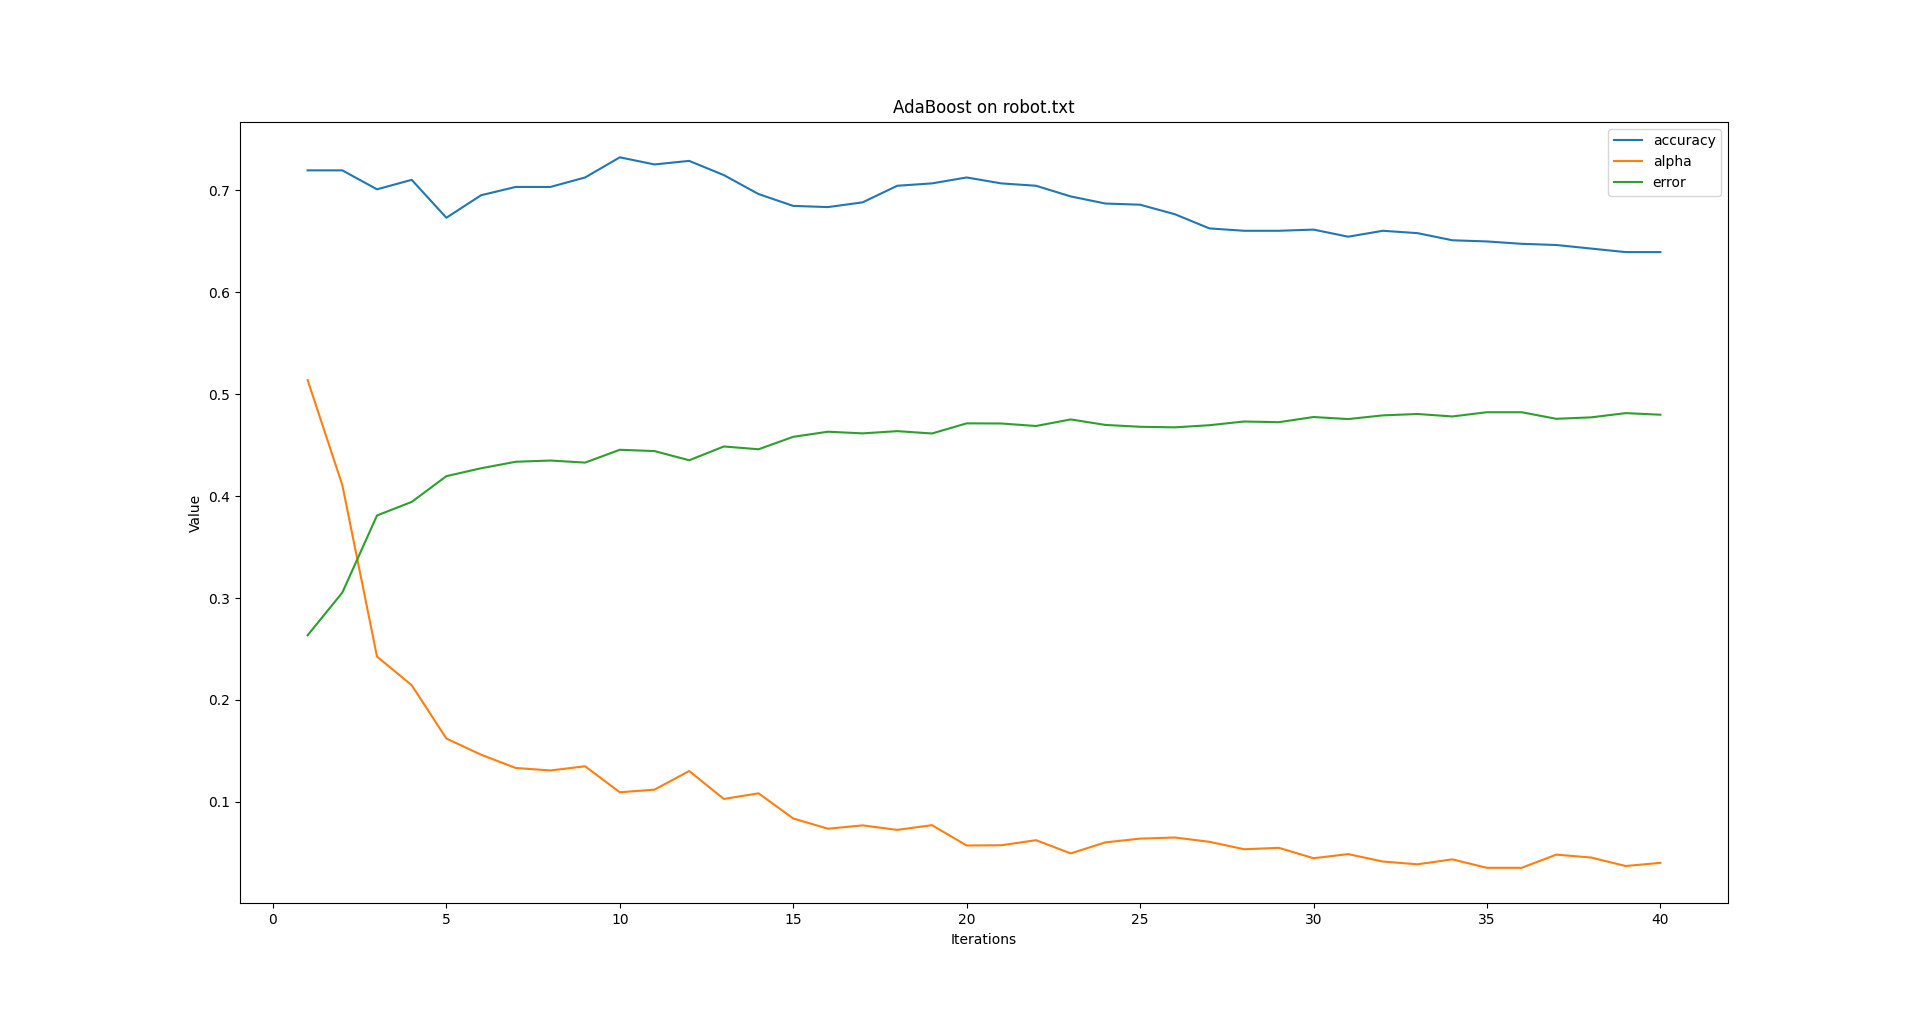 AdaBoost on robot.txt
accuracy
alpha
error
0.7
0.6
0.5
0.4
0.3
0.2
0.1
Value
0 5 10 15 20 25 30 35 40
Iterations